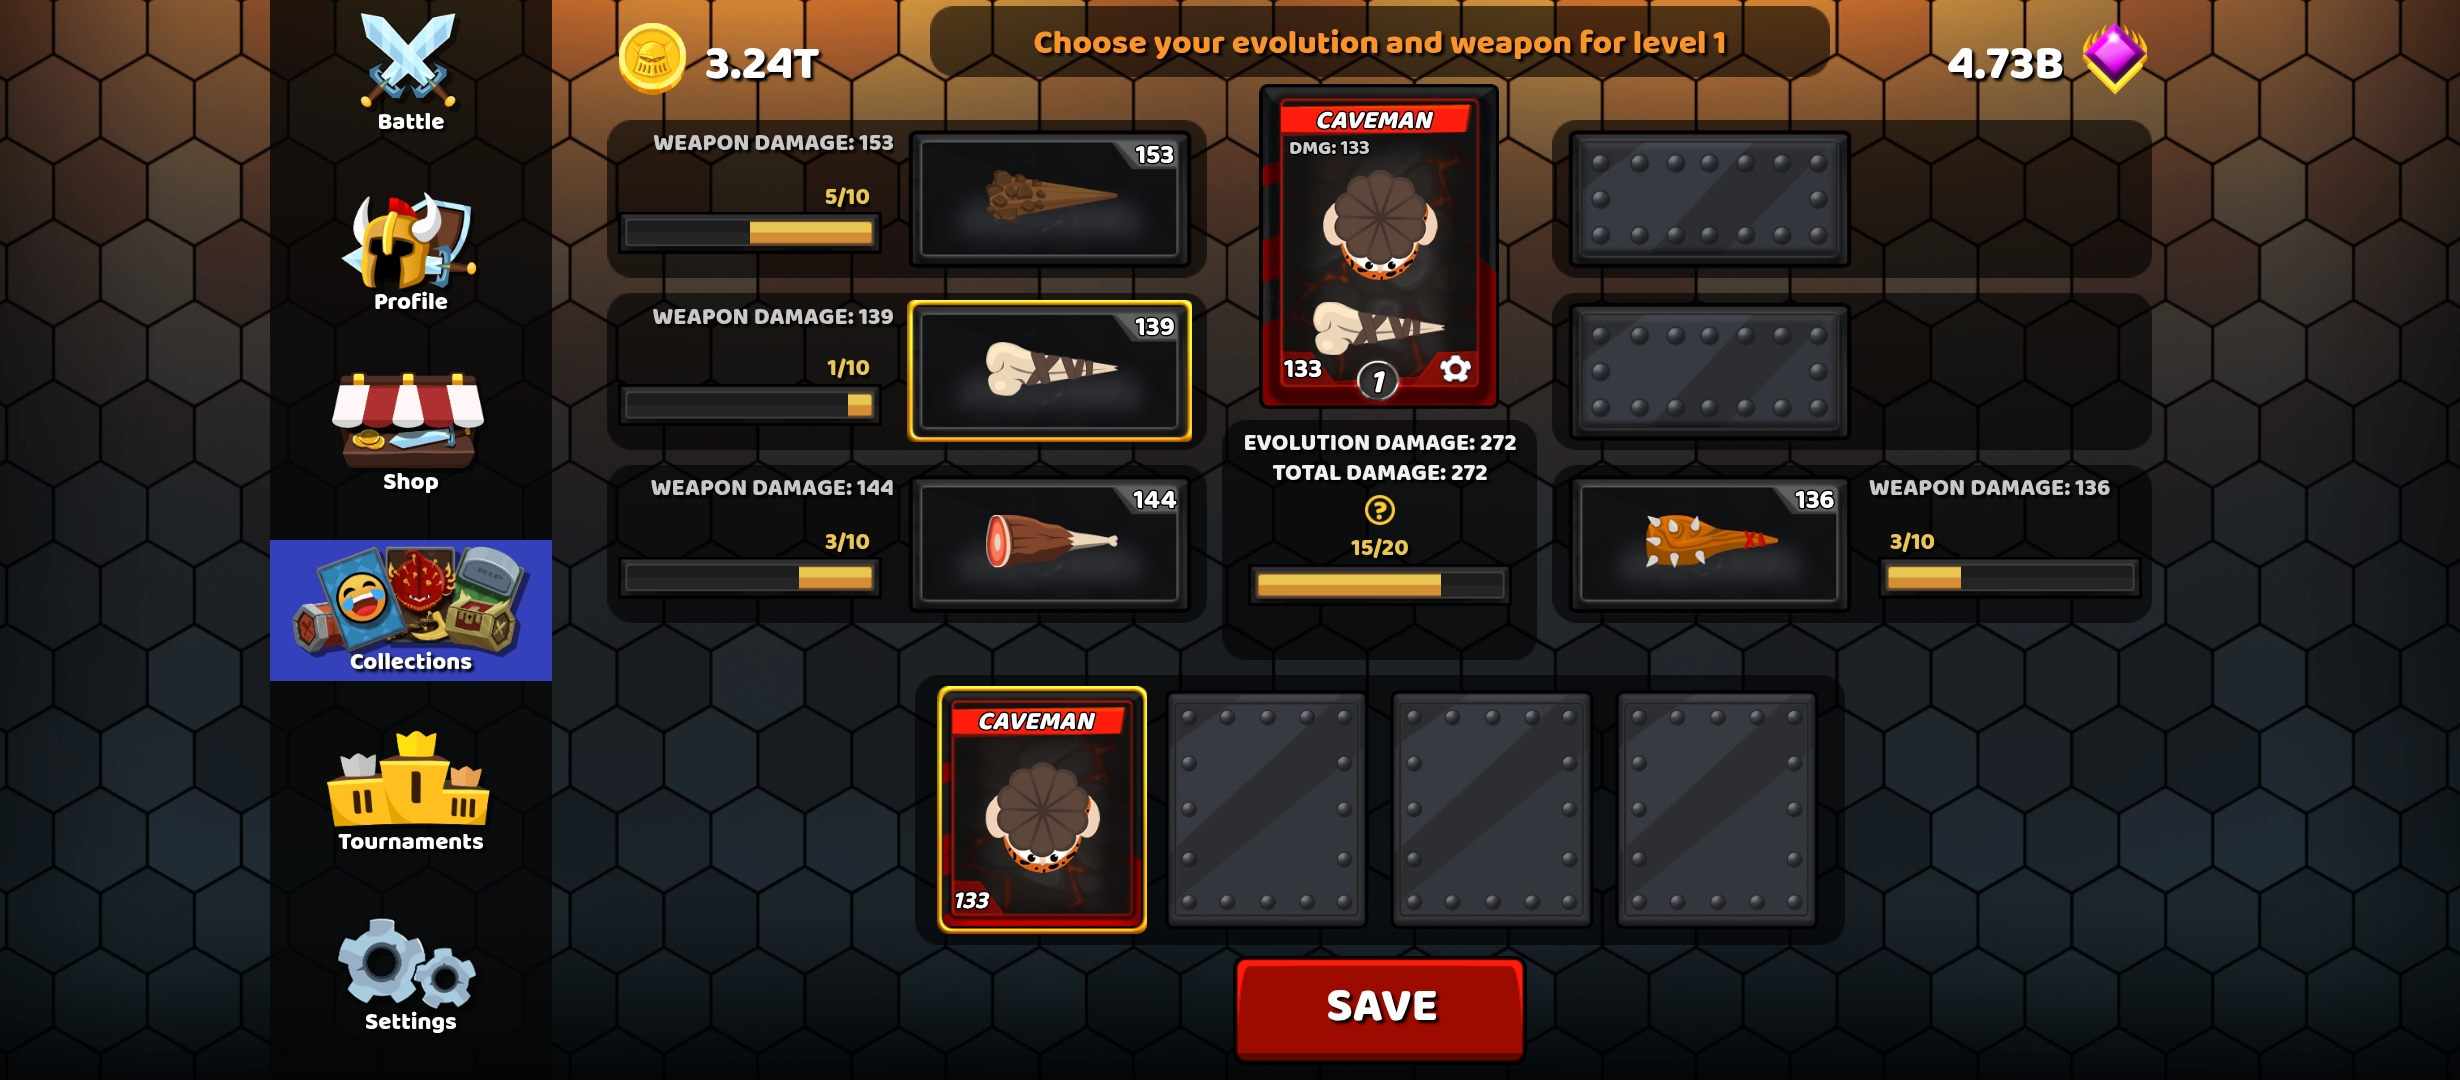 Battle
Profile
Shop
Collections
Tournaments
Settings
3.24T
Choose your evolution and weapon for level 1
4.73B
WEAPON DAMAGE: 153
5/10
153
WEAPON DAMAGE: 139
1/10
139
WEAPON DAMAGE: 144
3/10
144
CAVEMAN
DMG: 133
133
1
EVOLUTION DAMAGE: 272
TOTAL DAMAGE: 272
?
15/20
136
WEAPON DAMAGE: 136
3/10
CAVEMAN
133
SAVE